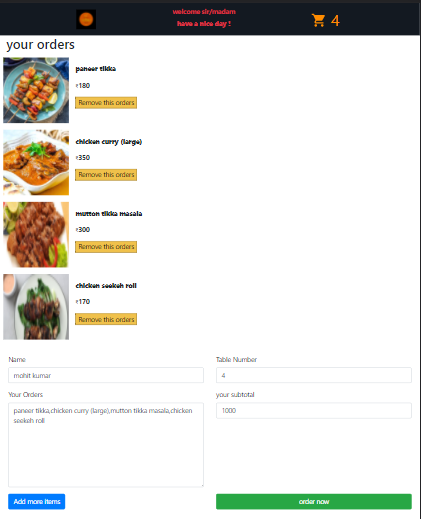 welcome sir/madam
have a nice day !
4
your orders
paneer tikka
₹180
Remove this orders
chicken curry (large)
₹350
Remove this orders
mutton tikka masala
₹300
Remove this orders
chicken seekeh roll
₹170
Remove this orders
Name
Table Number
mohit kumar
4
Your Orders
your subtotal
paneer tikka,chicken curry (large),mutton tikka masala,chicken
seekeh roll
1000
Add more items
order now